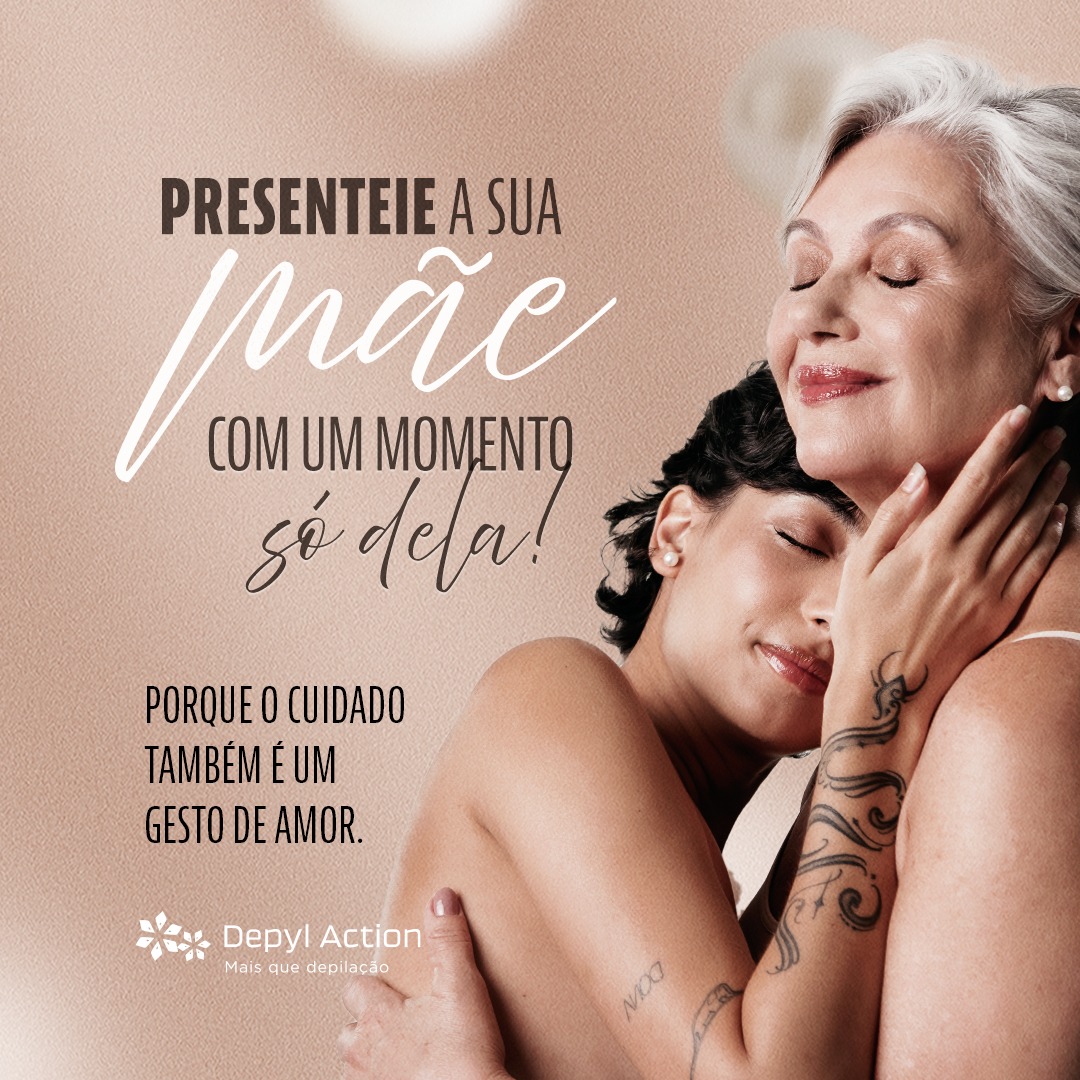 PRESENTEIE A SUA
mãe
COM UM MOMENTO
só dela!
PORQUE O CUIDADO
TAMBÉM É UM
GESTO DE AMOR.
Depyl Action
Mais que depilação